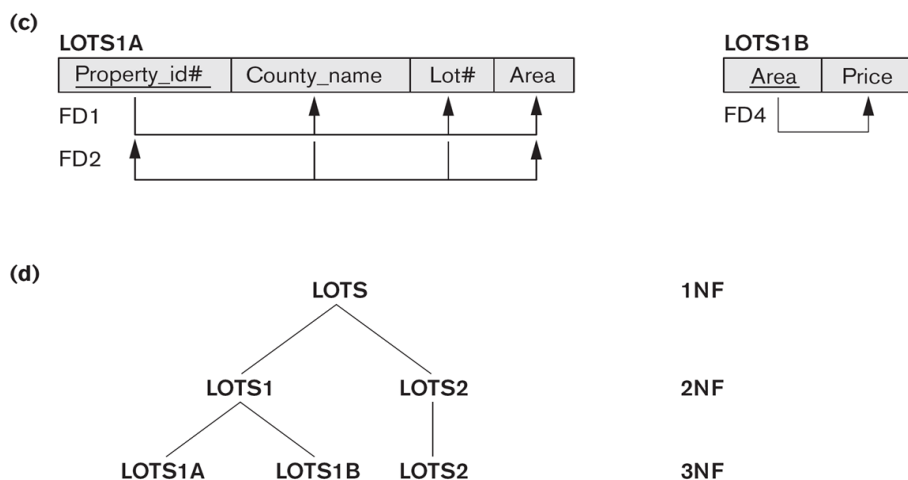 (c)
LOTS1A
Property_id# County_name Lot# Area
FD1
FD2
LOTS1B
Area Price
FD4
(d)
LOTS 1NF
LOTS1 LOTS2 2NF
LOTS1A LOTS1B LOTS2 3NF